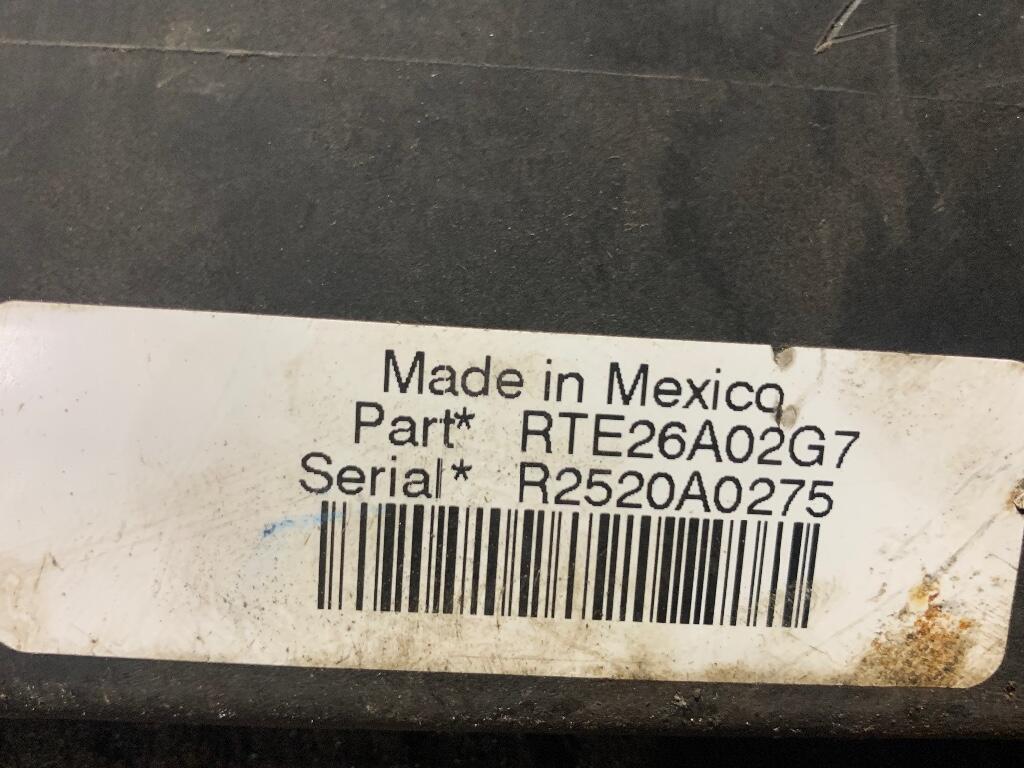 Made in Mexico
Part* RTE26A02G7
Serial* R2520A0275